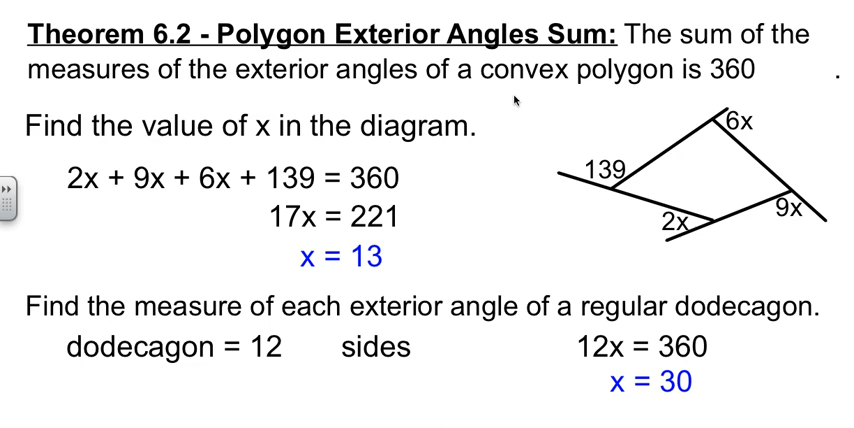 Theorem 6.2 - Polygon Exterior Angles Sum: The sum of the
measures of the exterior angles of a convex polygon is 360 .
Find the value of x in the diagram.
2x + 9x + 6x + 139 = 360
17x = 221
x = 13
6x
139
9x
2x
Find the measure of each exterior angle of a regular dodecagon.
dodecagon = 12 sides 12x = 360
x = 30